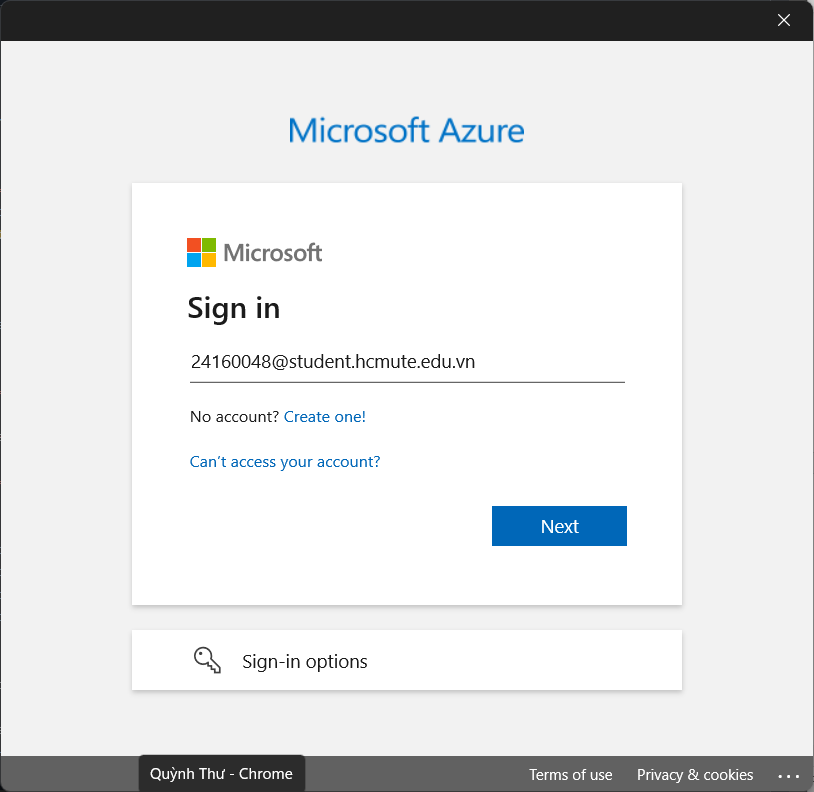 Microsoft Azure
Microsoft
Sign in
24160048@student.hcmute.edu.vn
No account? Create one!
Can't access your account?
Next
Sign-in options
Quỳnh Thư - Chrome
Terms of use
Privacy & cookies
...